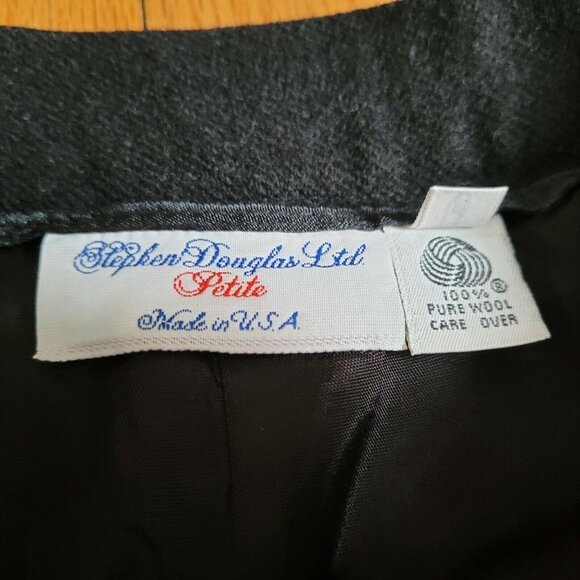 Stephen Douglas Ltd.
Petite
Made in U.S.A.
100%
PURE WOOL
CARE OVER
®